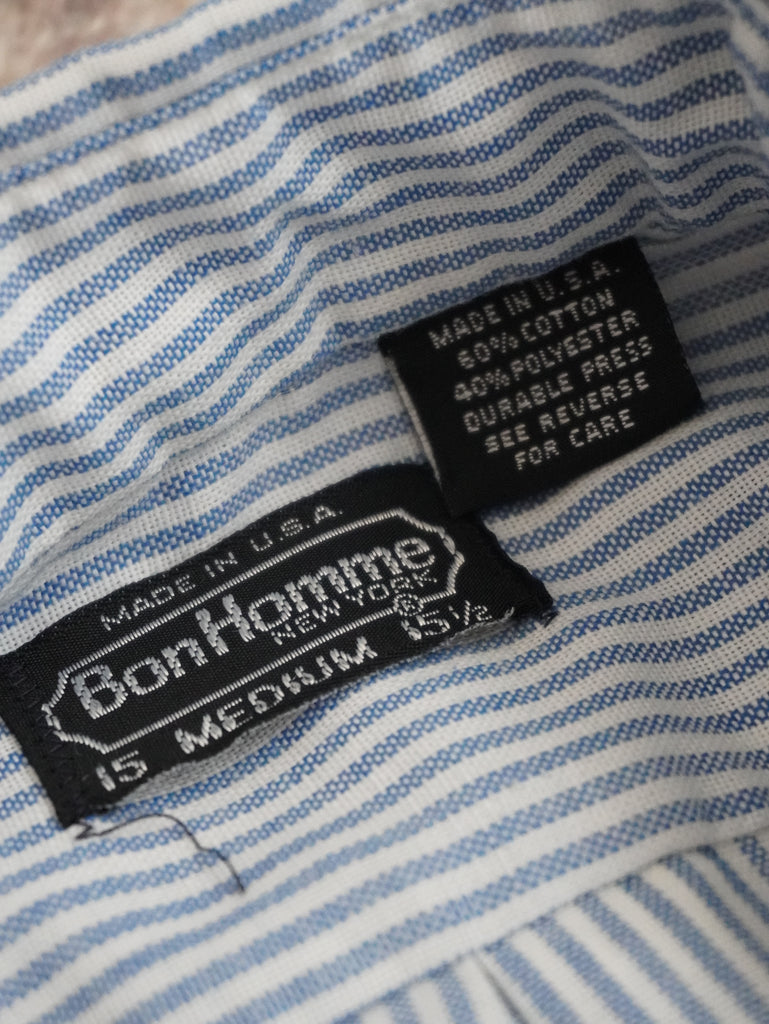 MADE IN U.S.A.
60% COTTON
40% POLYESTER
DURABLE PRESS
SEE REVERSE
FOR CARE
MADE IN U.S.A.
BonHomme
NEW YORK ®
15 MEDIUM 15½